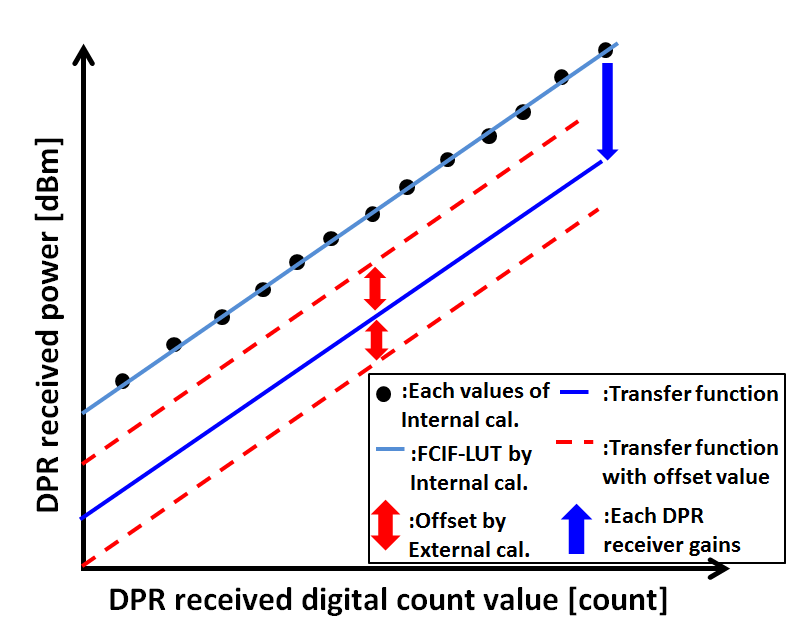 DPR received power [dBm]
:Each values of
Internal cal.
:Transfer function
:FCIF-LUT by
Internal cal.
:Transfer function
with offset value
:Offset by
External cal.
:Each DPR
receiver gains
DPR received digital count value [count]